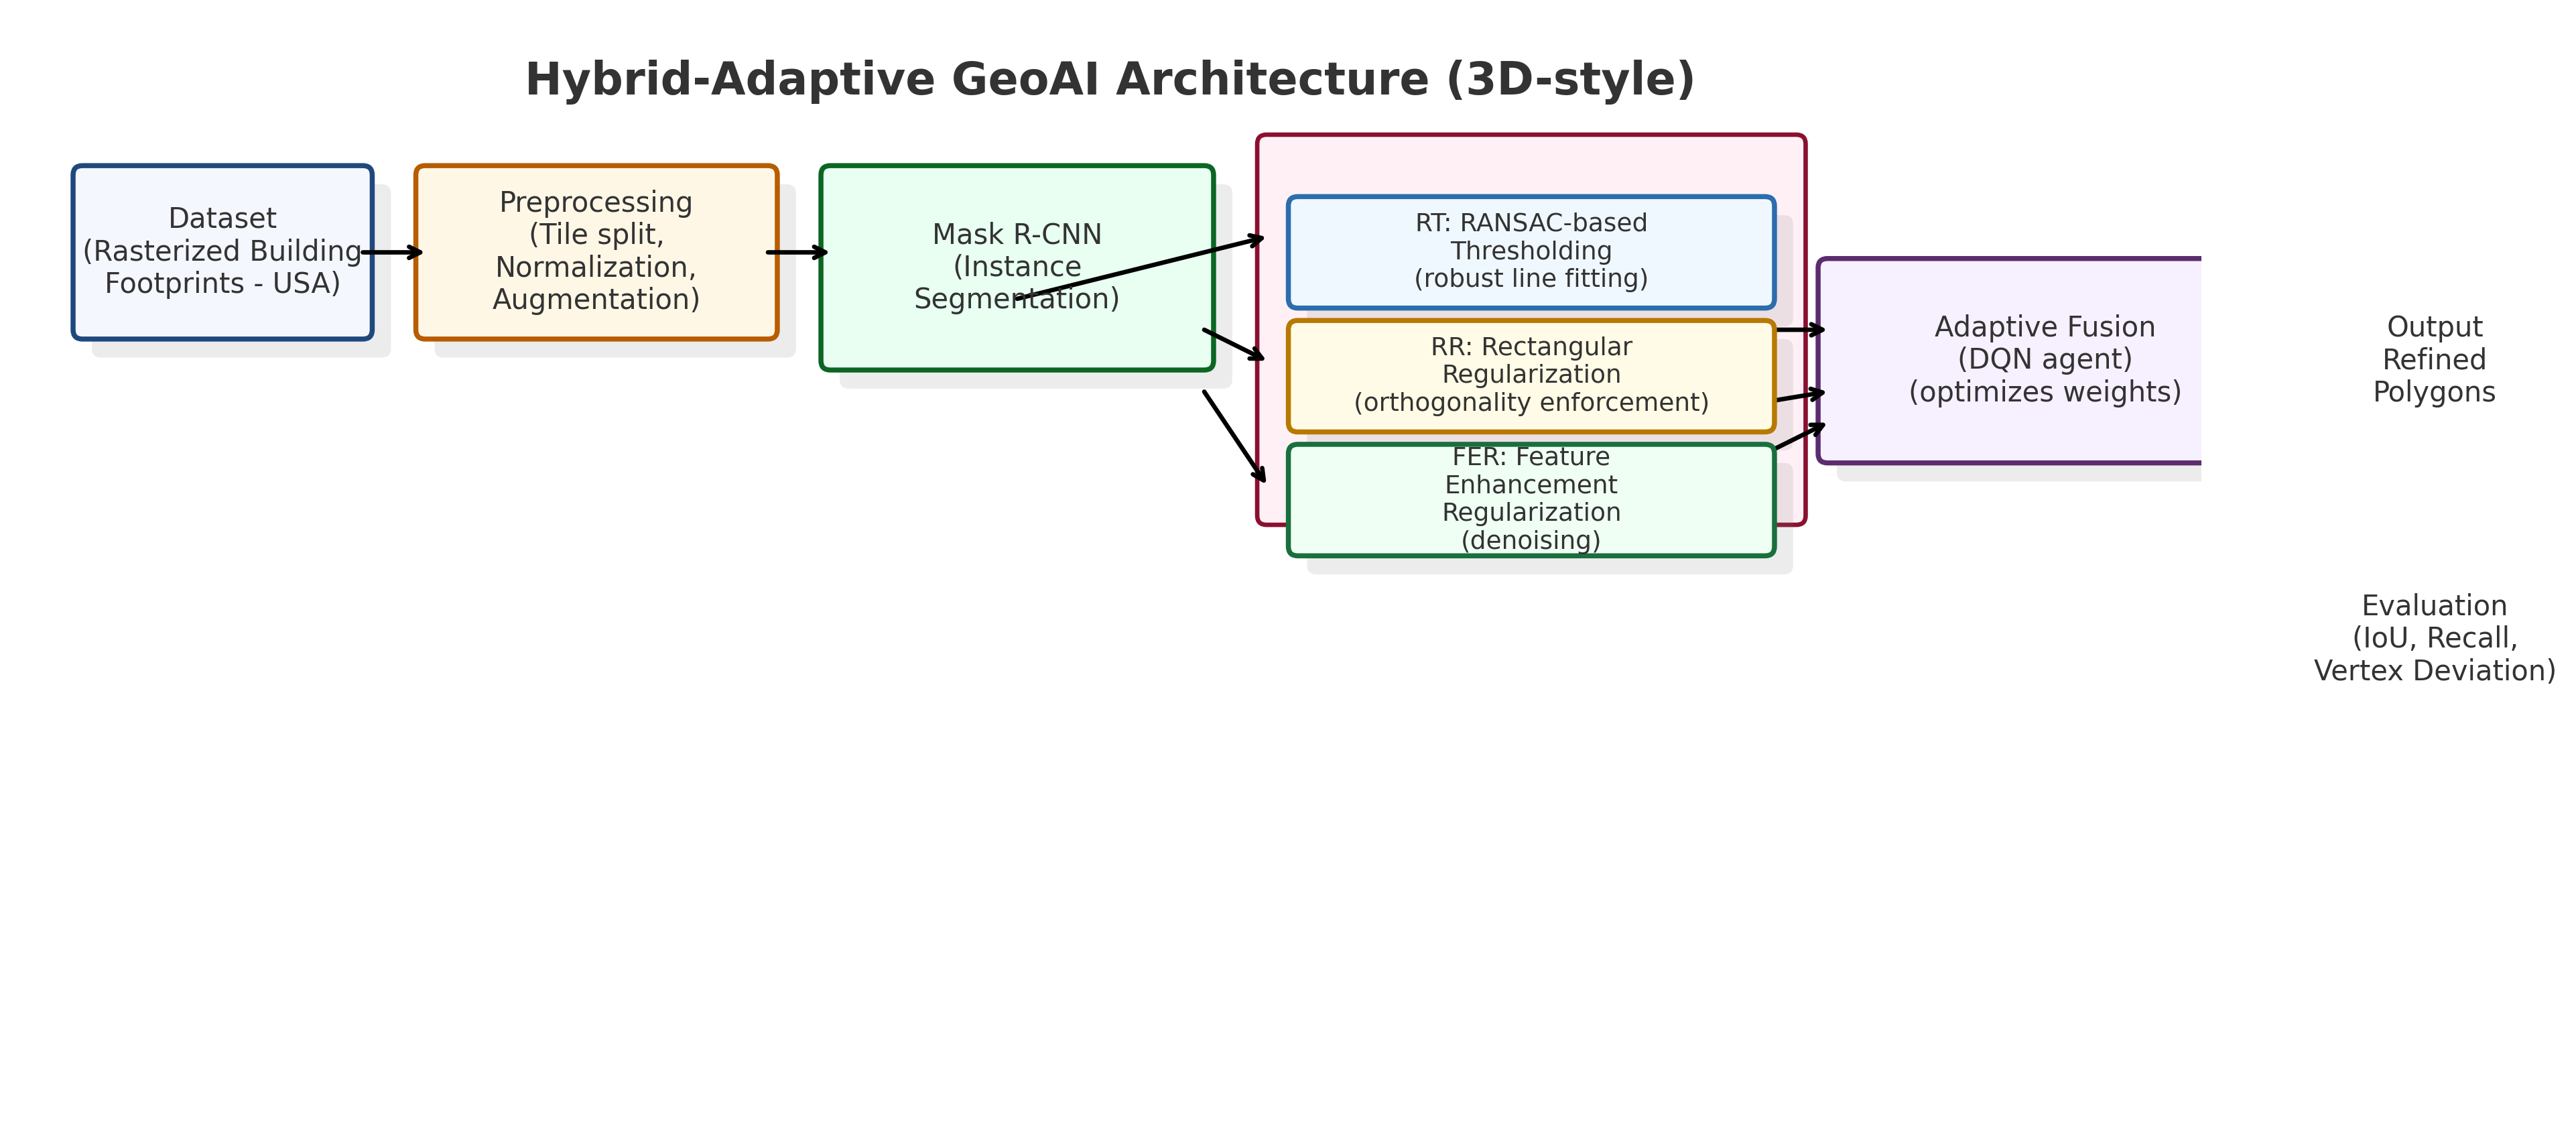 Hybrid-Adaptive GeoAI Architecture (3D-style)
Dataset
(Rasterized Building
Footprints - USA)
Preprocessing
(Tile split,
Normalization,
Augmentation)
Mask R-CNN
(Instance
Segmentation)
RT: RANSAC-based
Thresholding
(robust line fitting)
RR: Rectangular
Regularization
(orthogonality enforcement)
FER: Feature
Enhancement
Regularization
(denoising)
Adaptive Fusion
(DQN agent)
(optimizes weights)
Output
Refined
Polygons
Evaluation
(IoU, Recall,
Vertex Deviation)